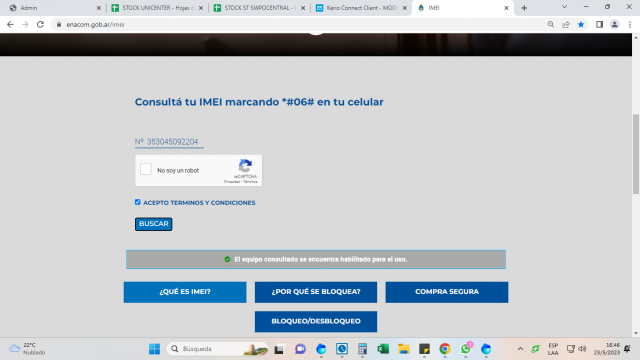 Admin
STOCK UNICENTER - Hojas d
STOCK ST SWPOCENTRAL -
Kerio Connect Client - MOD
IMEI
enacom.gob.ar/imei
Consultá tu IMEI marcando *#06# en tu celular
Nº 353045092204
No soy un robot
reCAPTCHA
Privacidad - Términos
ACEPTO TERMINOS Y CONDICIONES
BUSCAR
El equipo consultado se encuentra habilitado para el uso.
¿QUÉ ES IMEI?
¿POR QUÉ SE BLOQUEA?
COMPRA SEGURA
BLOQUEO/DESBLOQUEO
22°C
Nublado
Búsqueda
ESP
LAA
16:46
23/5/2023